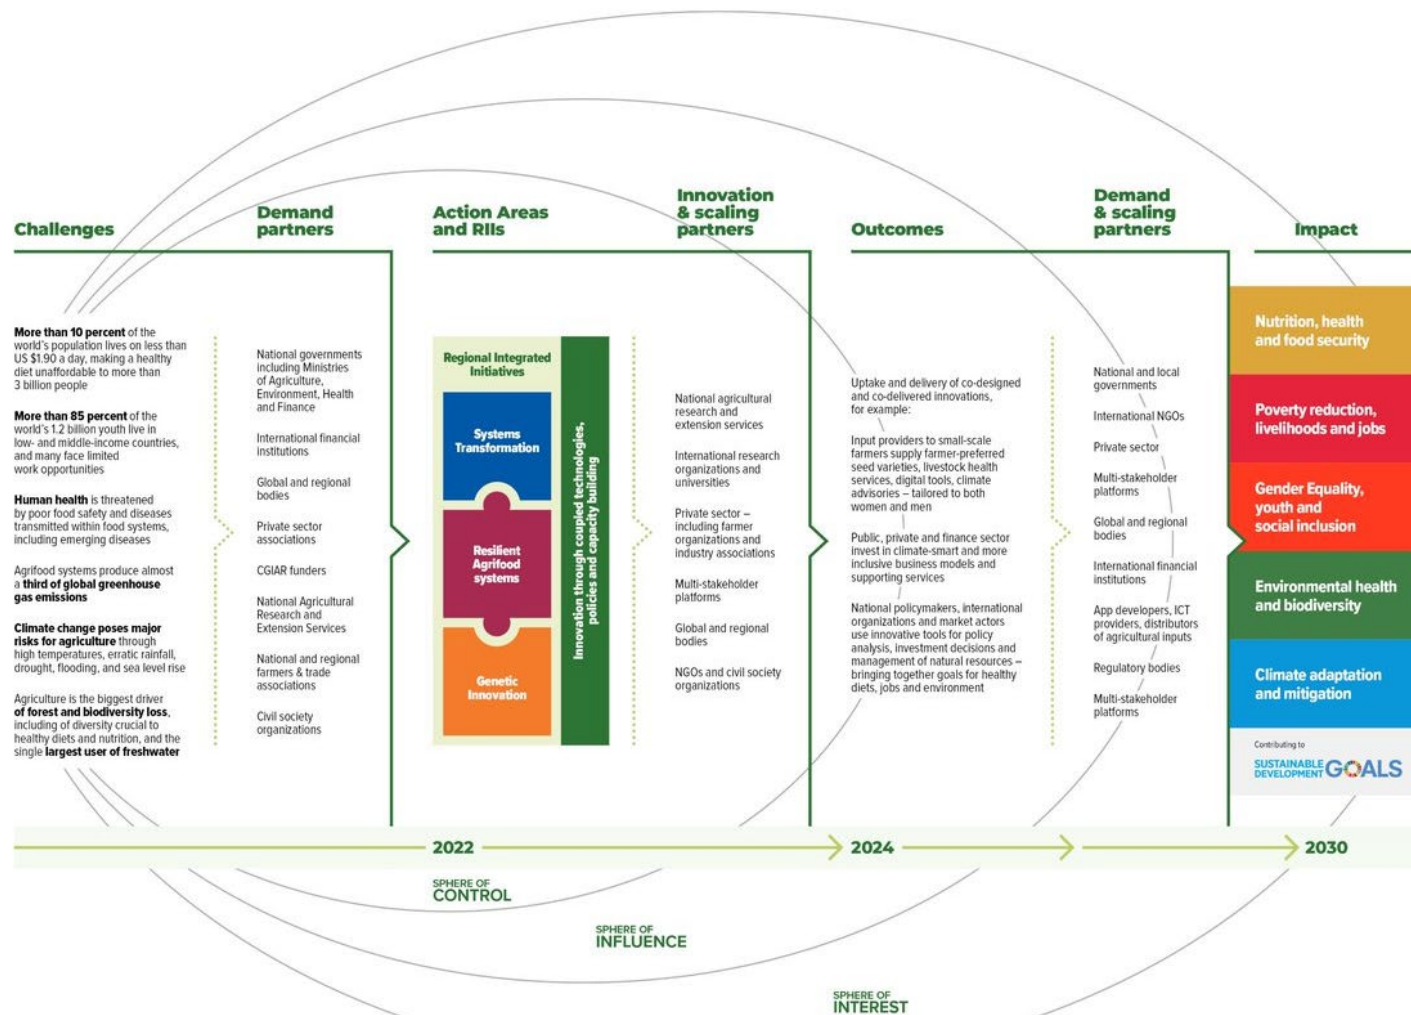 Challenges
More than 10 percent of the
world's population lives on less than
US $1.90 a day, making a healthy
diet unaffordable to more than
3 billion people
More than 85 percent of the
world's 1.2 billion youth live in
low- and middle-income countries,
and many face limited
work opportunities
Human health is threatened
by poor food safety and diseases
transmitted within food systems,
including emerging diseases
Agrifood systems produce almost
a third of global greenhouse
gas emissions
Climate change poses major
risks for agriculture through
high temperatures, erratic rainfall,
drought, flooding, and sea level rise
Agriculture is the biggest driver
of forest and biodiversity loss,
including of diversity crucial to
healthy diets and nutrition, and the
single largest user of freshwater
Demand
partners
National governments
including Ministries
of Agriculture,
Environment, Health
and Finance
International financial
institutions
Global and regional
bodies
Private sector
associations
CGIAR funders
National Agricultural
Research and
Extension Services
National and regional
farmers & trade
associations
Civil society
organizations
Action Areas
and RIIs
Regional Integrated
Initiatives
Systems
Transformation
Resilient
Agrifood
systems
Genetic
Innovation
Innovation through coupled technologies,
policies and capacity building
Innovation
& scaling
partners
National agricultural
research and
extension services
International research
organizations and
universities
Private sector –
including farmer
organizations and
industry associations
Multi-stakeholder
platforms
Global and regional
bodies
NGOs and civil society
organizations
Outcomes
Uptake and delivery of co-designed
and co-delivered innovations,
for example:
Input providers to small-scale
farmers supply farmer-preferred
seed varieties, livestock health
services, digital tools, climate
advisories – tailored to both
women and men
Public, private and finance sector
invest in climate-smart and more
inclusive business models and
supporting services
National policymakers, international
organizations and market actors
use innovative tools for policy
analysis, investment decisions and
management of natural resources –
bringing together goals for healthy
diets, jobs and environment
Demand
& scaling
partners
National and local
governments
International NGOs
Private sector
Multi-stakeholder
platforms
Global and regional
bodies
International financial
institutions
App developers, ICT
providers, distributors
of agricultural inputs
Regulatory bodies
Multi-stakeholder
platforms
Impact
Nutrition, health
and food security
Poverty reduction,
livelihoods and jobs
Gender Equality,
youth and
social inclusion
Environmental health
and biodiversity
Climate adaptation
and mitigation
Contributing to
SUSTAINABLE
DEVELOPMENT GOALS
2022
2024
2030
SPHERE OF
CONTROL
SPHERE OF
INFLUENCE
SPHERE OF
INTEREST